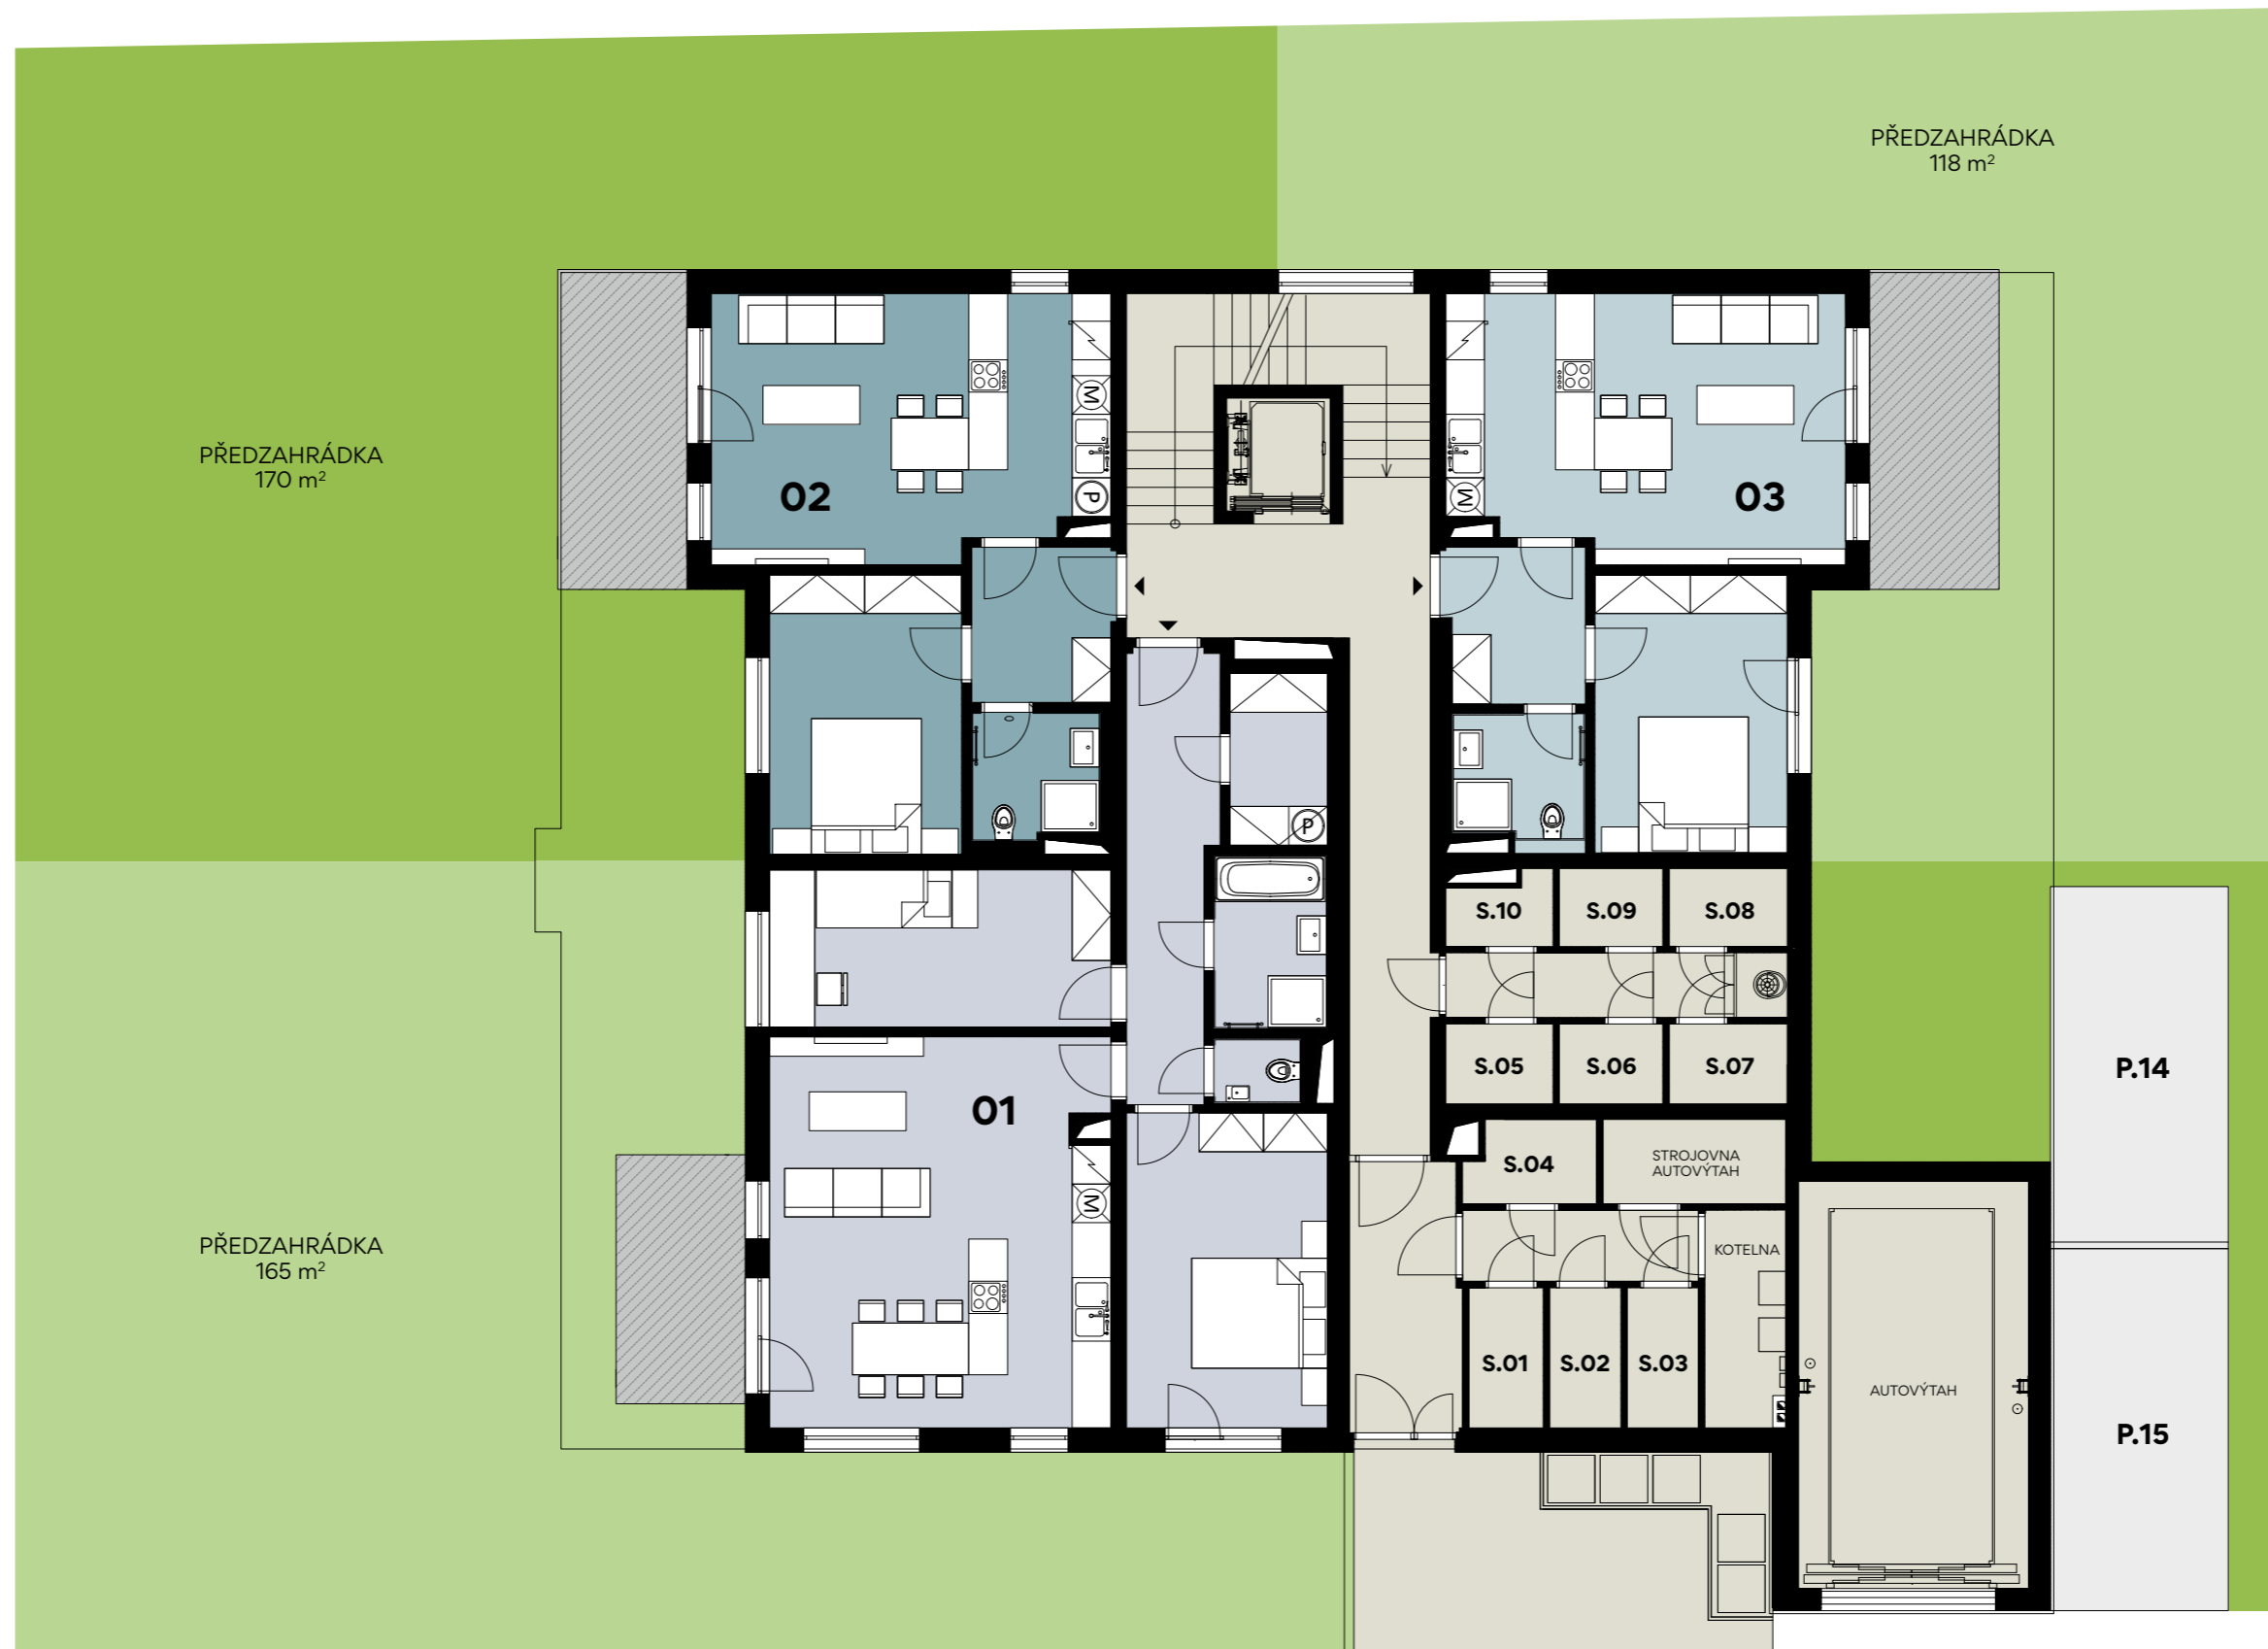 PŘEDZAHRÁDKA
118 m²
PŘEDZAHRÁDKA
170 m²
M
M
P
02
03
P
S.10
S.09
S.08
S.05
S.06
S.07
P.14
01
S.04
STROJOVNA
AUTOVÝTAH
M
PŘEDZAHRÁDKA
165 m²
KOTELNA
S.01
S.02
S.03
AUTOVÝTAH
P.15